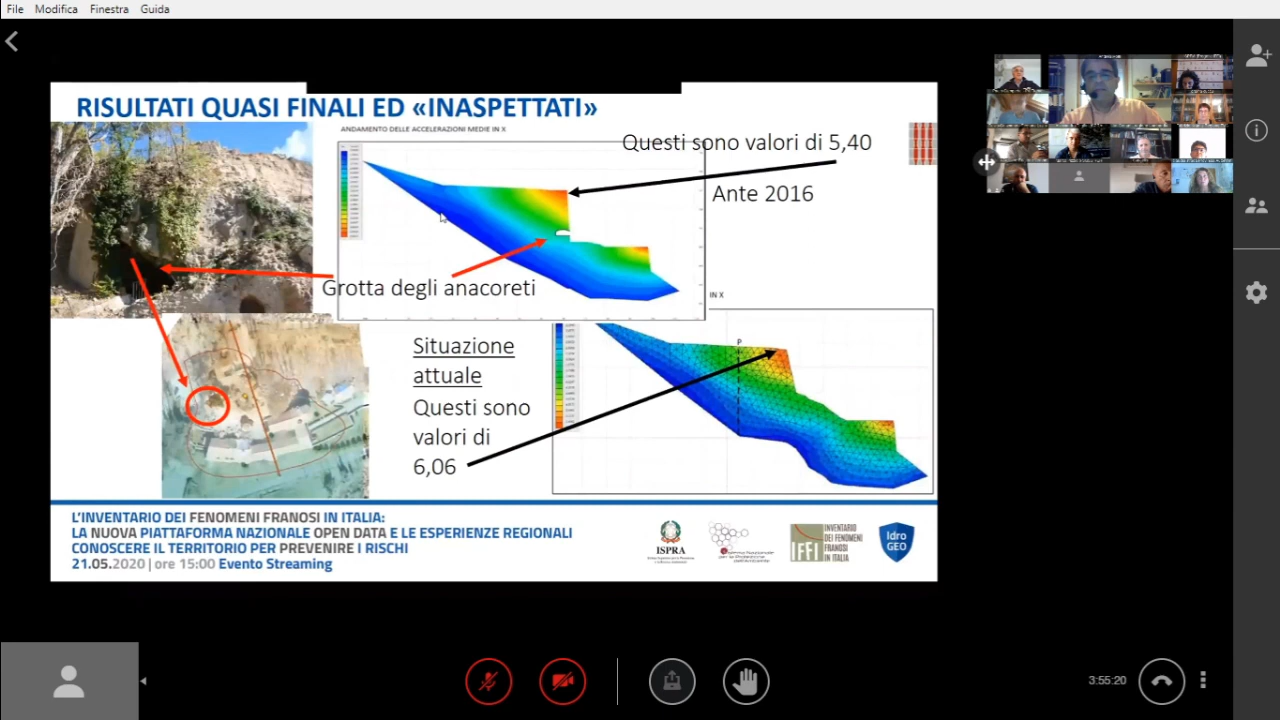 File Modifica Finestra Guida
RISULTATI QUASI FINALI ED «INASPETTATI»
ANDAMENTO DELLE ACCELERAZIONI MEDIE IN X
Questi sono valori di 5,40
Ante 2016
Grotta degli anacoreti
IN X
Situazione
attuale
Questi sono
valori di
6,06
P
L'INVENTARIO DEI FENOMENI FRANOSI IN ITALIA:
LA NUOVA PIATTAFORMA NAZIONALE OPEN DATA E LE ESPERIENZE REGIONALI
CONOSCERE IL TERRITORIO PER PREVENIRE I RISCHI
21.05.2020 | ore 15:00 Evento Streaming
ISPRA
IFFI
INVENTARIO
DEI FENOMENI
FRANOSI
IN ITALIA
Idro
GEO
3:55:20